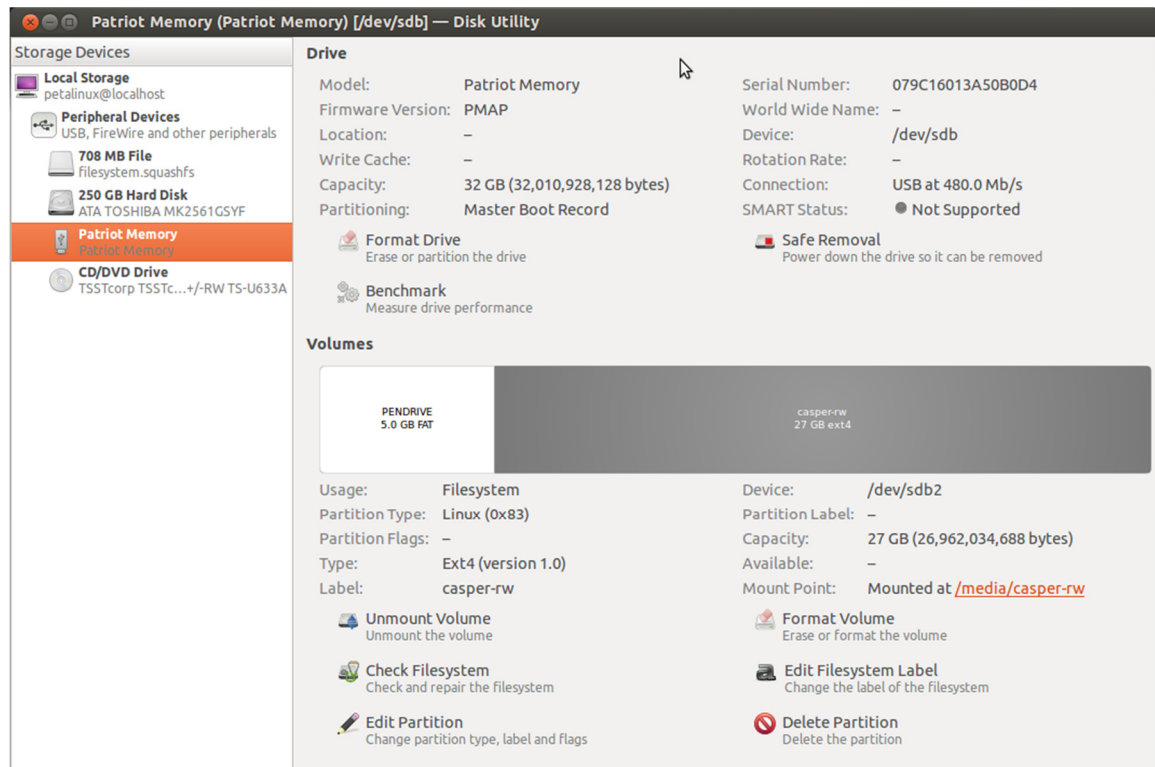 Patriot Memory (Patriot Memory) [/dev/sdb] — Disk Utility
Storage Devices
Local Storage
petalinux@localhost
Peripheral Devices
USB, FireWire and other peripherals
708 MB File
filesystem.squashfs
250 GB Hard Disk
ATA TOSHIBA MK2561GSYF
Patriot Memory
Patriot Memory
CD/DVD Drive
TSSTcorp TSSTc...+/-RW TS-U633A
Drive
Model: Patriot Memory Serial Number: 079C16013A50B0D4
Firmware Version: PMAP World Wide Name: –
Location: – Device: /dev/sdb
Write Cache: – Rotation Rate: –
Capacity: 32 GB (32,010,928,128 bytes) Connection: USB at 480.0 Mb/s
Partitioning: Master Boot Record SMART Status: Not Supported
Format Drive Safe Removal
Erase or partition the drive Power down the drive so it can be removed
Benchmark
Measure drive performance
Volumes
PENDRIVE casper-rw
5.0 GB FAT 27 GB ext4
Usage: Filesystem Device: /dev/sdb2
Partition Type: Linux (0x83) Partition Label: –
Partition Flags: – Capacity: 27 GB (26,962,034,688 bytes)
Type: Ext4 (version 1.0) Available: –
Label: casper-rw Mount Point: Mounted at /media/casper-rw
Unmount Volume Format Volume
Unmount the volume Erase or format the volume
Check Filesystem Edit Filesystem Label
Check and repair the filesystem Change the label of the filesystem
Edit Partition Delete Partition
Change partition type, label and flags Delete the partition